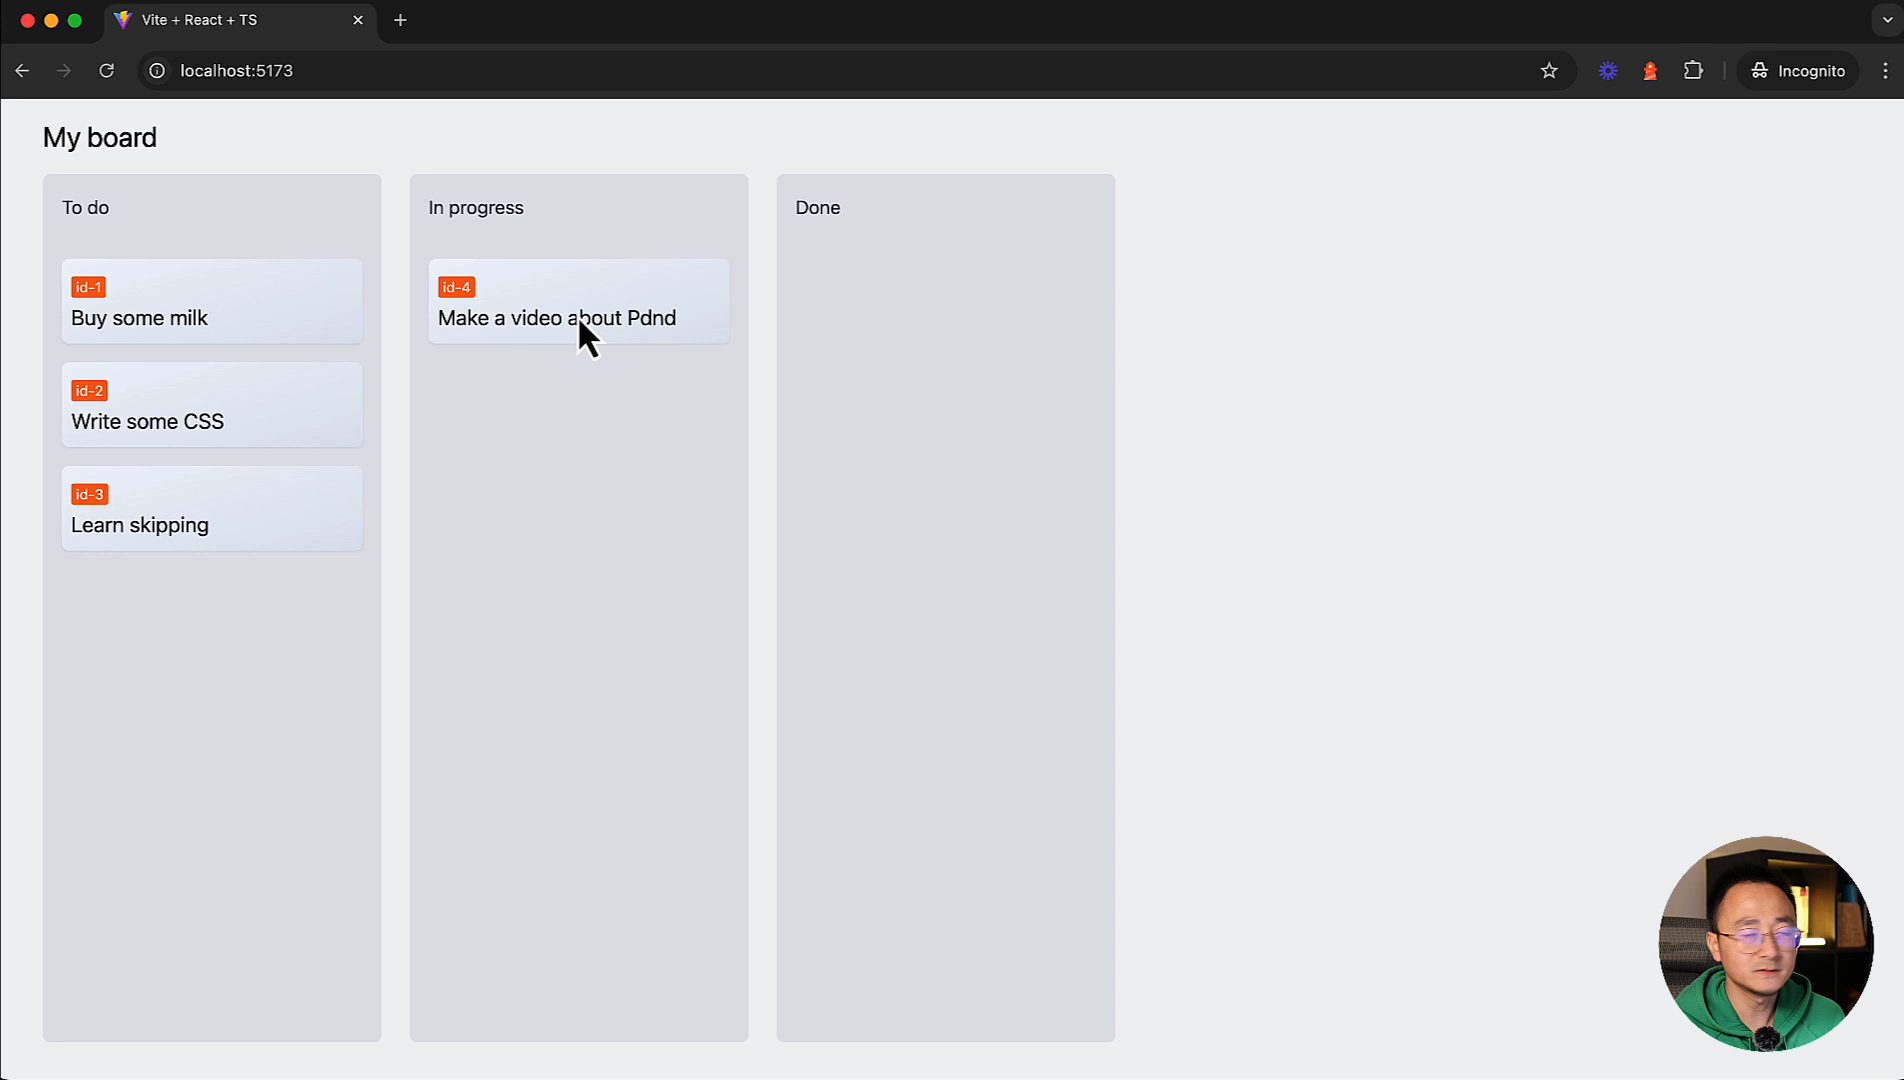 Vite + React + TS
localhost:5173
Incognito
My board
To do
id-1
Buy some milk
id-2
Write some CSS
id-3
Learn skipping
In progress
id-4
Make a video about Pdnd
Done